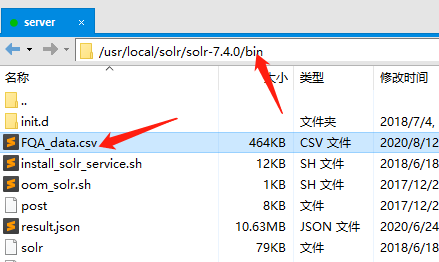 server ×
/usr/local/solr/solr-7.4.0/bin
大小 类型 修改时间
..
init.d 文件夹 2018/7/4,
FQA_data.csv 464KB CSV 文件 2020/8/12
install_solr_service.sh 12KB SH 文件 2018/6/18
oom_solr.sh 1KB SH 文件 2017/12/2
post 8KB 文件 2017/12/2
result.json 10.63MB JSON 文件 2020/6/24
solr 79KB 文件 2018/6/18